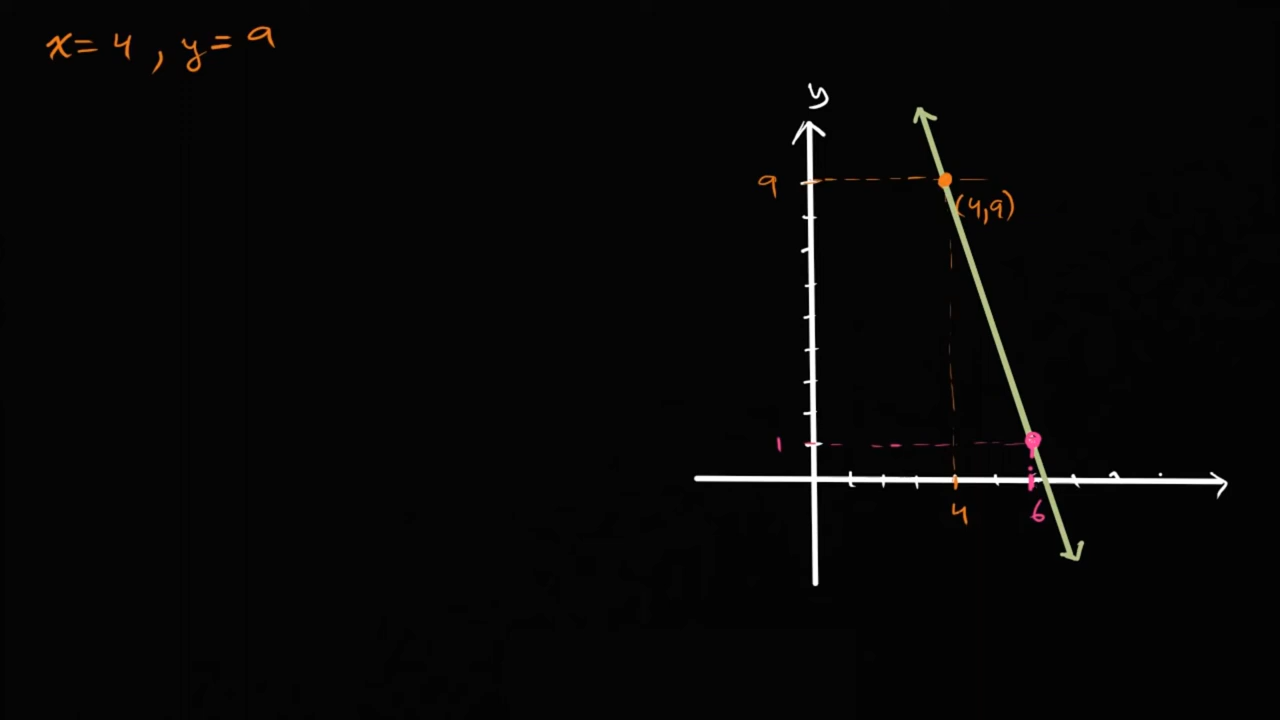 x = 4 , y = 9
y
9
(4,9)
1
4
6